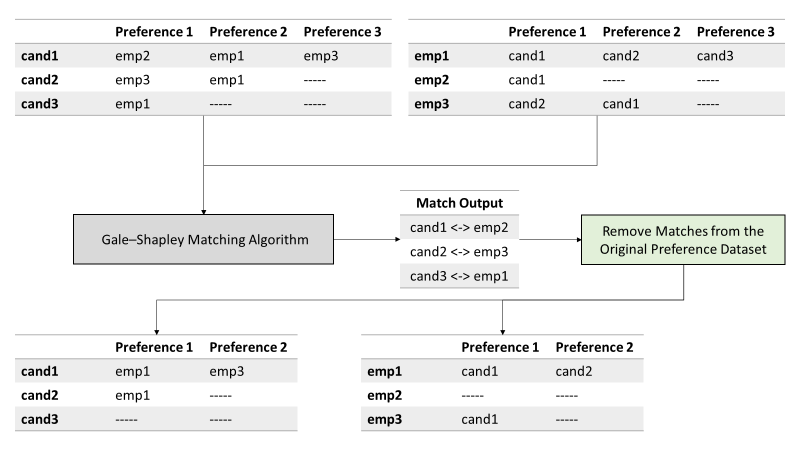 Preference 1 Preference 2 Preference 3
cand1 emp2 emp1 emp3
cand2 emp3 emp1 -----
cand3 emp1 ----- -----
Preference 1 Preference 2 Preference 3
emp1 cand1 cand2 cand3
emp2 cand1 ----- -----
emp3 cand2 cand1 -----
Gale–Shapley Matching Algorithm
Match Output
cand1 <-> emp2
cand2 <-> emp3
cand3 <-> emp1
Remove Matches from the
Original Preference Dataset
Preference 1 Preference 2
cand1 emp1 emp3
cand2 emp1 -----
cand3 ----- -----
Preference 1 Preference 2
emp1 cand1 cand2
emp2 ----- -----
emp3 cand1 -----